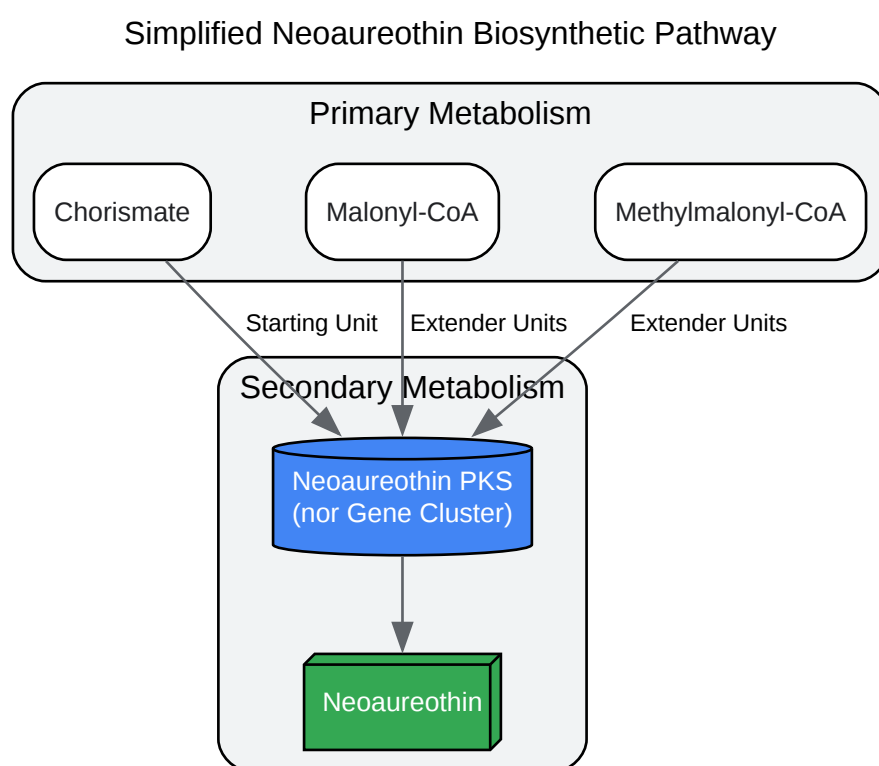 Simplified Neoaureothin Biosynthetic Pathway
Primary Metabolism
Chorismate
Malonyl-CoA
Methylmalonyl-CoA
Starting Unit
Extender Units
Extender Units
Secondary Metabolism
Neoaureothin PKS
(nor Gene Cluster)
Neoaureothin